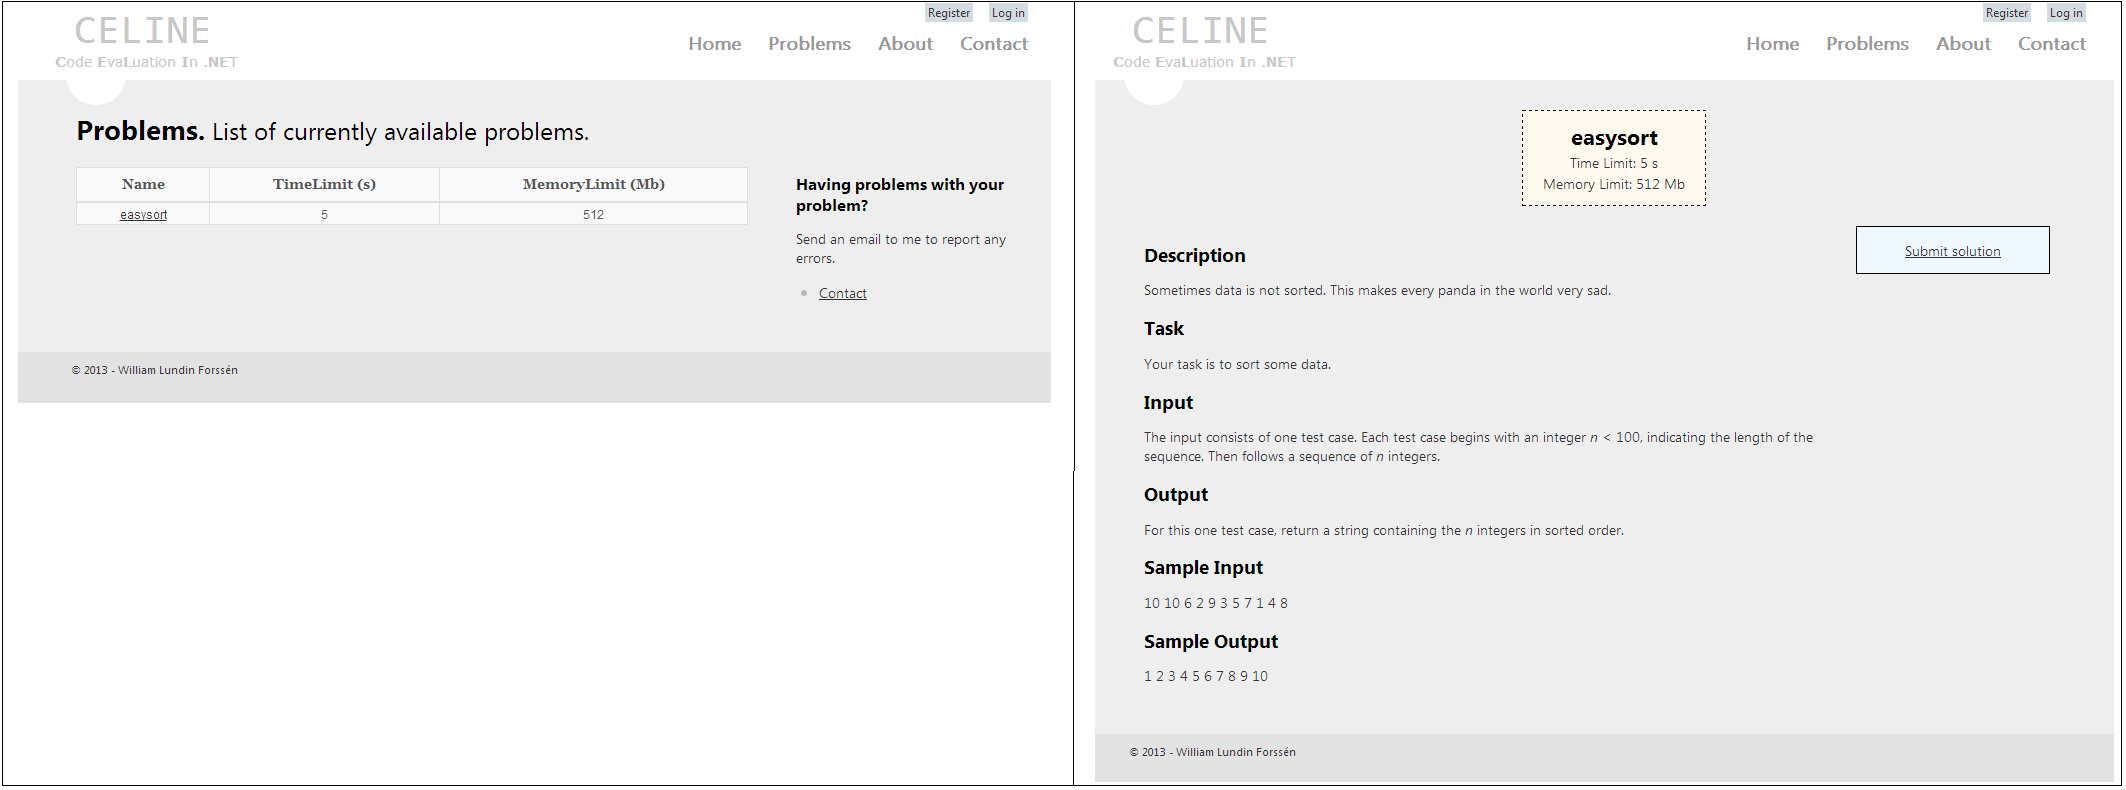 Register Log in
CELINE
Home Problems About Contact
Code EvaLuation In .NET
Problems. List of currently available problems.
Name TimeLimit (s) MemoryLimit (Mb)
easysort 5 512
Having problems with your
problem?
Send an email to me to report any
errors.
Contact
© 2013 - William Lundin Forssén
Register Log in
CELINE
Home Problems About Contact
Code EvaLuation In .NET
easysort
Time Limit: 5 s
Memory Limit: 512 Mb
Submit solution
Description
Sometimes data is not sorted. This makes every panda in the world very sad.
Task
Your task is to sort some data.
Input
The input consists of one test case. Each test case begins with an integer n < 100, indicating the length of the
sequence. Then follows a sequence of n integers.
Output
For this one test case, return a string containing the n integers in sorted order.
Sample Input
10 10 6 2 9 3 5 7 1 4 8
Sample Output
1 2 3 4 5 6 7 8 9 10
© 2013 - William Lundin Forssén